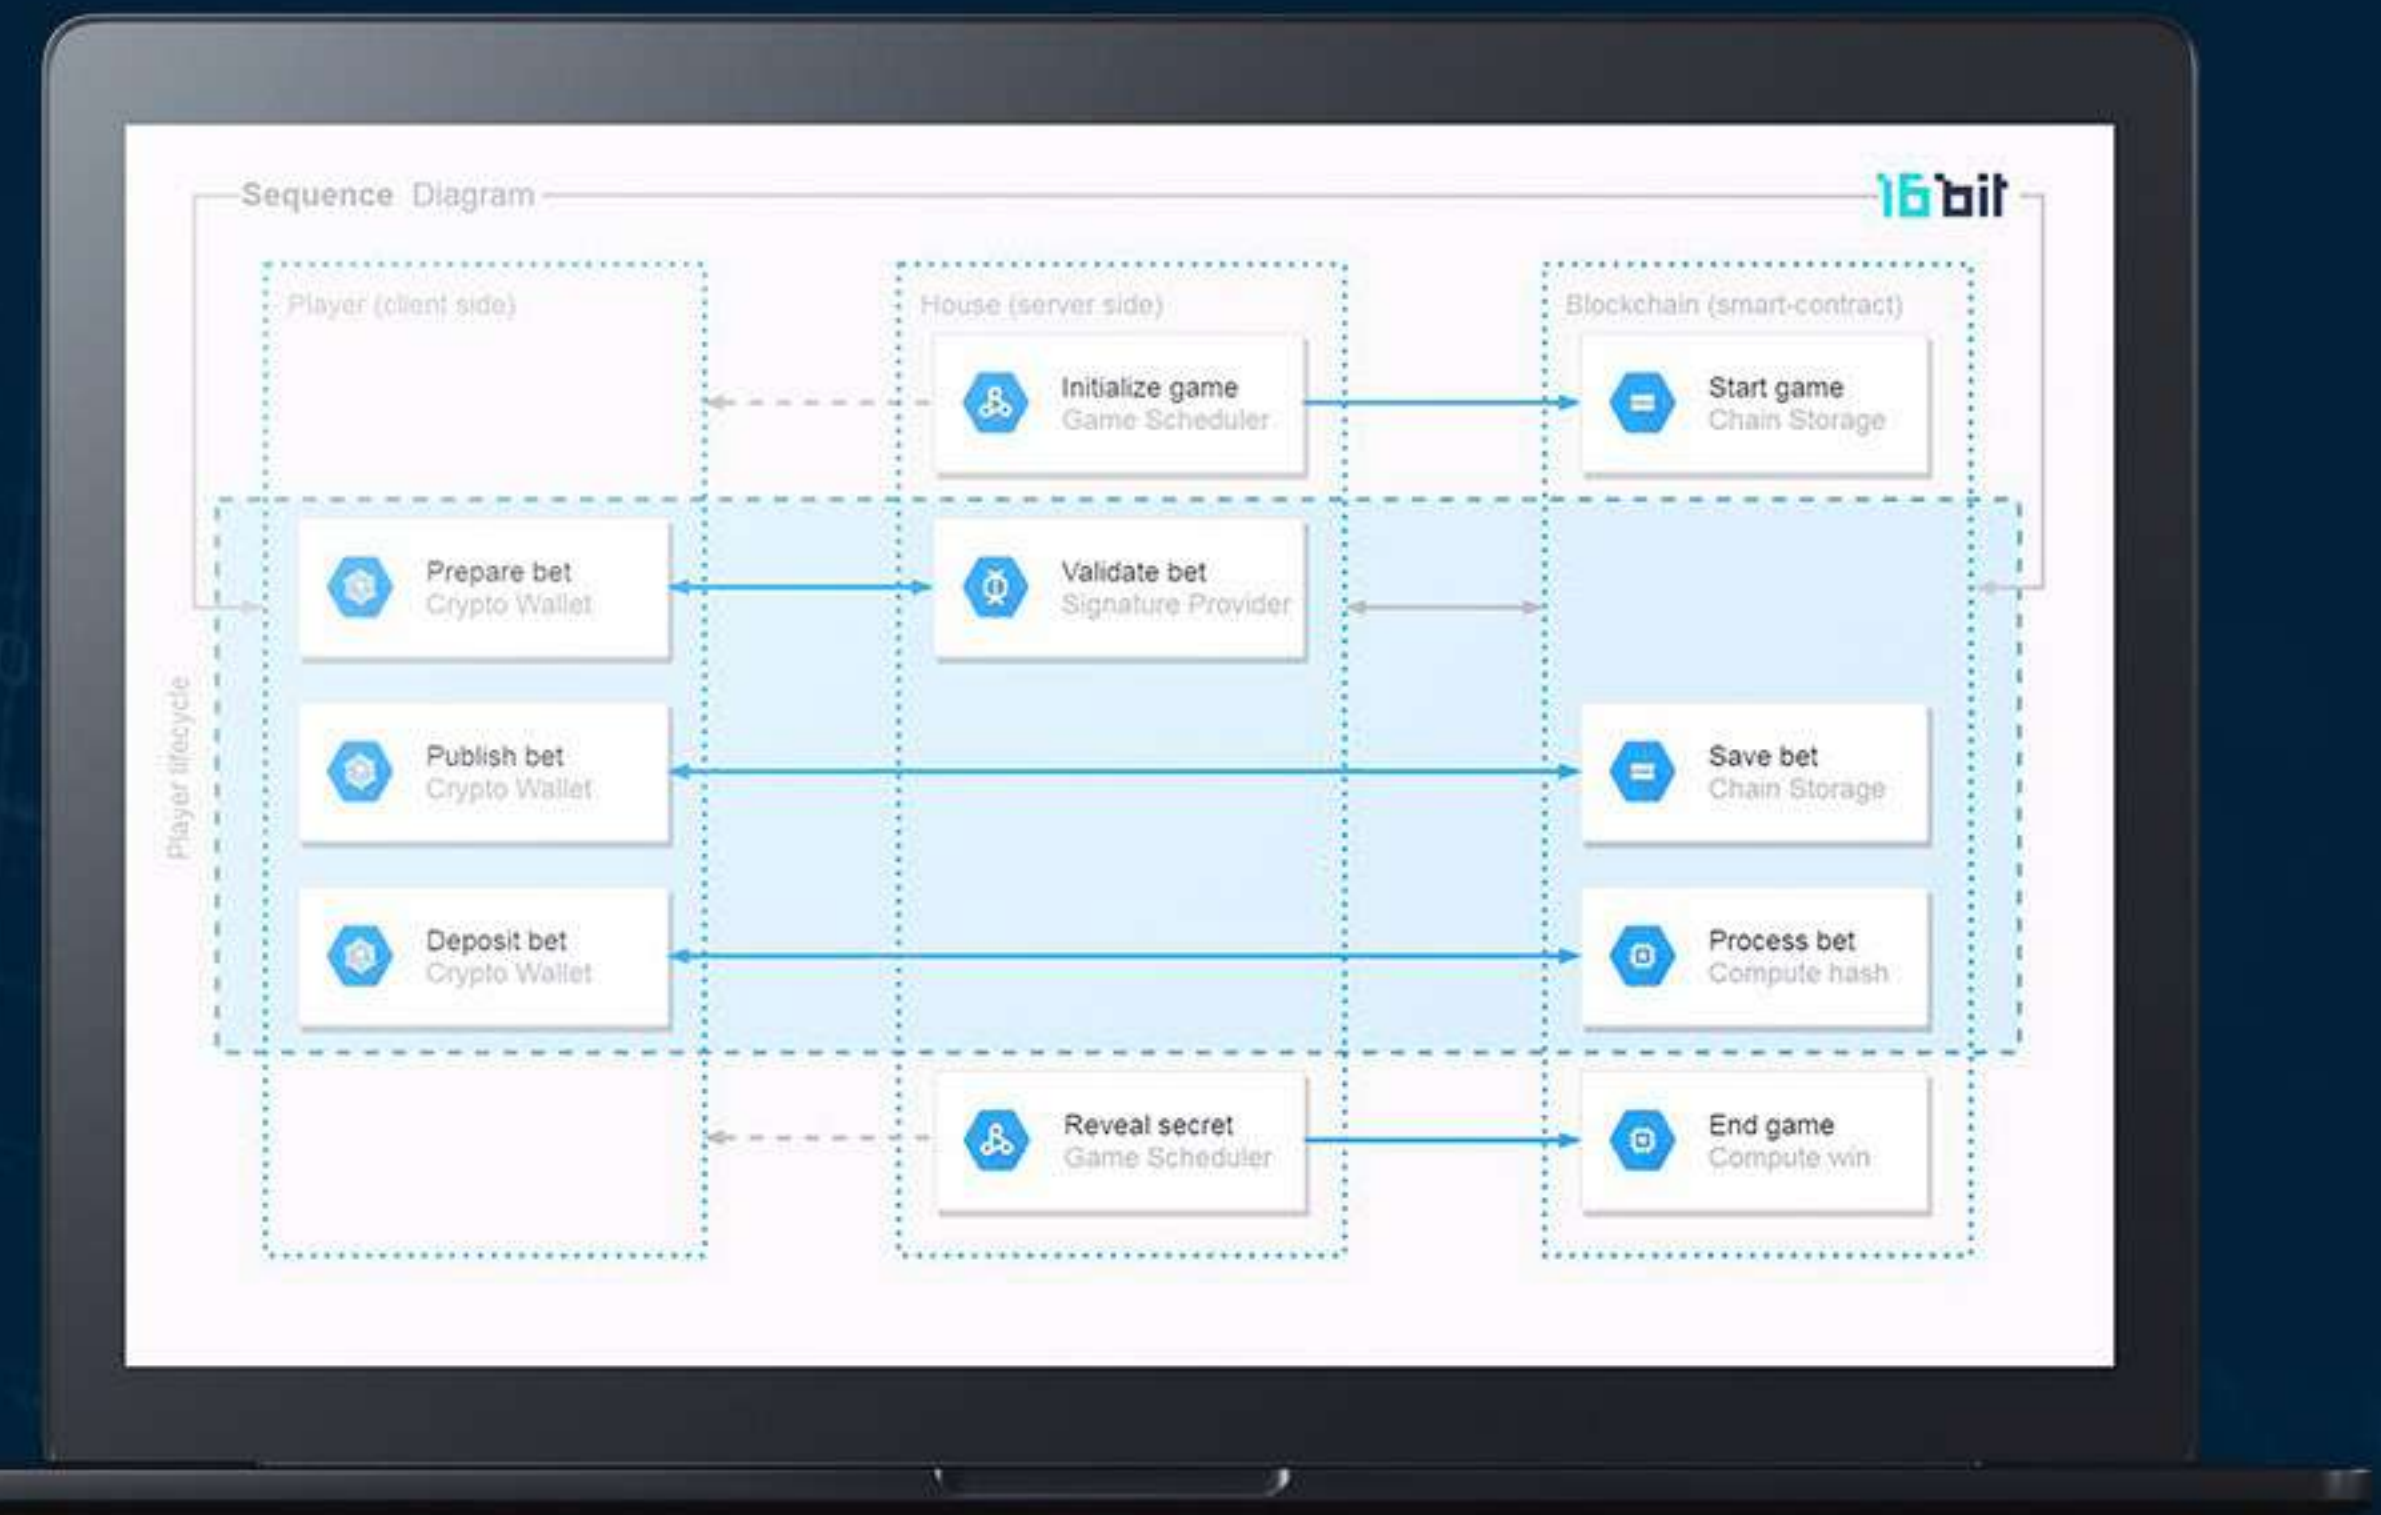 Sequence Diagram
16bit
Player (client side)
House (server side)
Blockchain (smart-contract)
Initialize game
Game Scheduler
Start game
Chain Storage
Prepare bet
Crypto Wallet
Validate bet
Signature Provider
Player lifecycle
Publish bet
Crypto Wallet
Save bet
Chain Storage
Deposit bet
Crypto Wallet
Process bet
Compute hash
Reveal secret
Game Scheduler
End game
Compute win